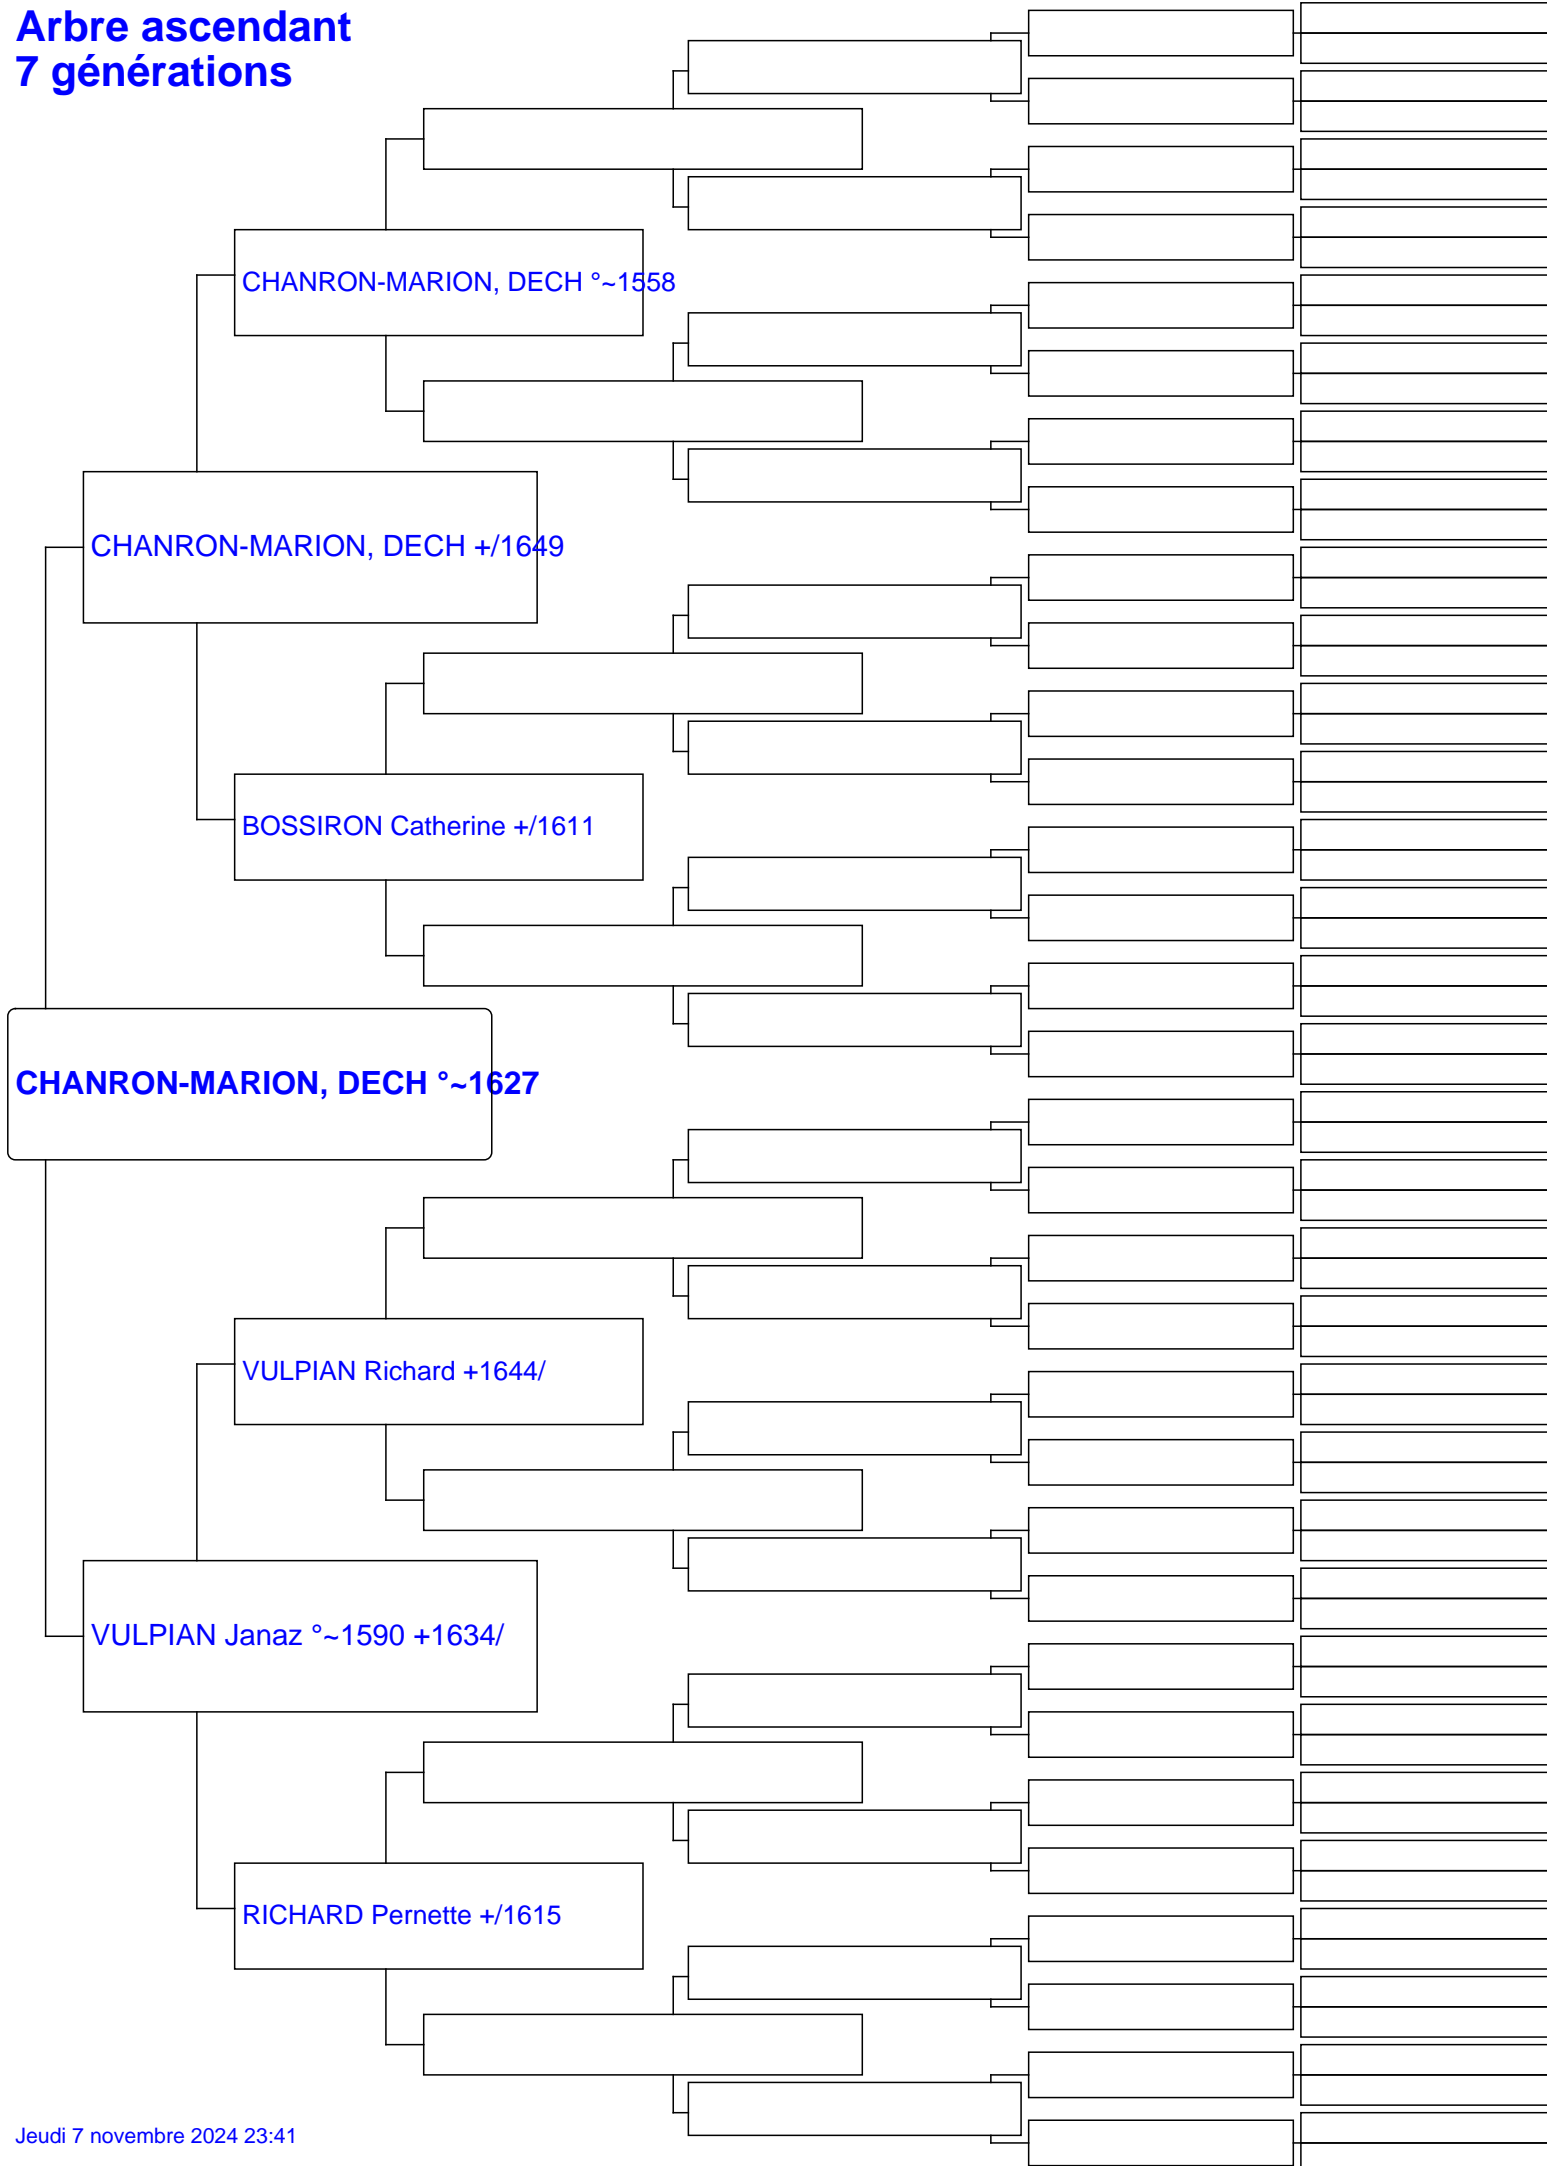 Arbre ascendant
7 générations
CHANRON-MARION, DECH °~1558
CHANRON-MARION, DECH +/1649
BOSSIRON Catherine +/1611
CHANRON-MARION, DECH °~1627
VULPIAN Richard +1644/
VULPIAN Janaz °~1590 +1634/
RICHARD Pernette +/1615
Jeudi 7 novembre 2024 23:41